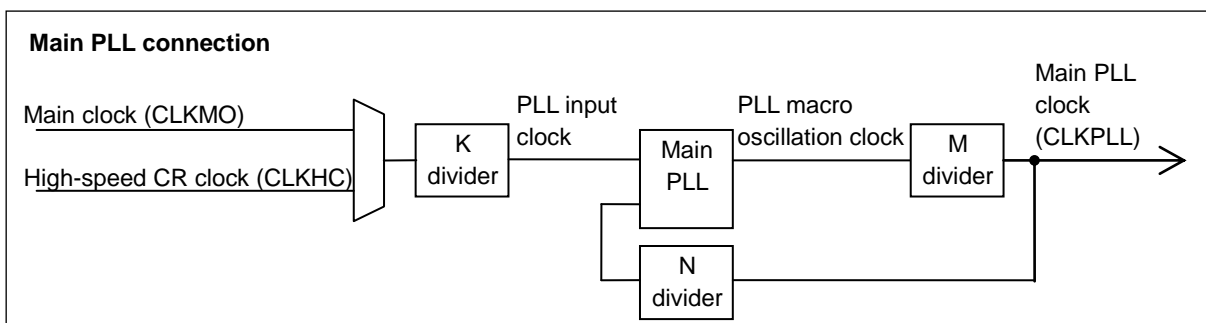 Main PLL connection
Main clock (CLKMO)
High-speed CR clock (CLKHC)
K
divider
PLL input
clock
Main
PLL
PLL macro
oscillation clock
M
divider
Main PLL
clock
(CLKPLL)
N
divider